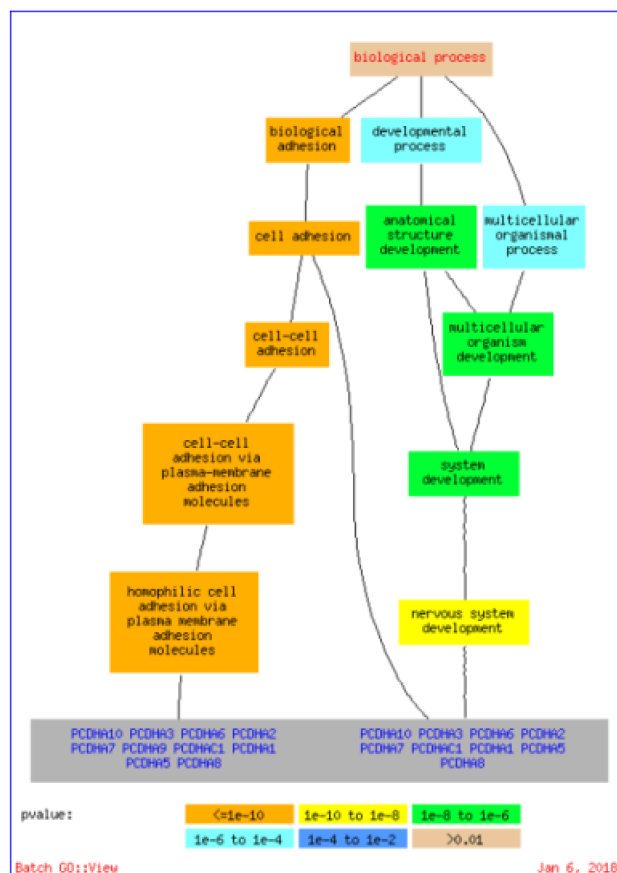 biological process
biological
adhesion
developmental
process
cell adhesion
anatomical
structure
development
multicellular
organismal
process
cell-cell
adhesion
multicellular
organism
development
cell-cell
adhesion via
plasma-membrane
adhesion
molecules
system
development
homophilic cell
adhesion via
plasma membrane
adhesion
molecules
nervous system
development
PCDHA10 PCDHA3 PCDHA6 PCDHA2
PCDHA7 PCDHA9 PCDHAC1 PCDHA1
PCDHA5 PCDHA8
PCDHA10 PCDHA3 PCDHA6 PCDHA2
PCDHA7 PCDHAC1 PCDHA1 PCDHA5
PCDHA8
pvalue:
<=1e-10
1e-10 to 1e-8
1e-8 to 1e-6
1e-6 to 1e-4
1e-4 to 1e-2
>0.01
Batch GO::View
Jan 6, 2018